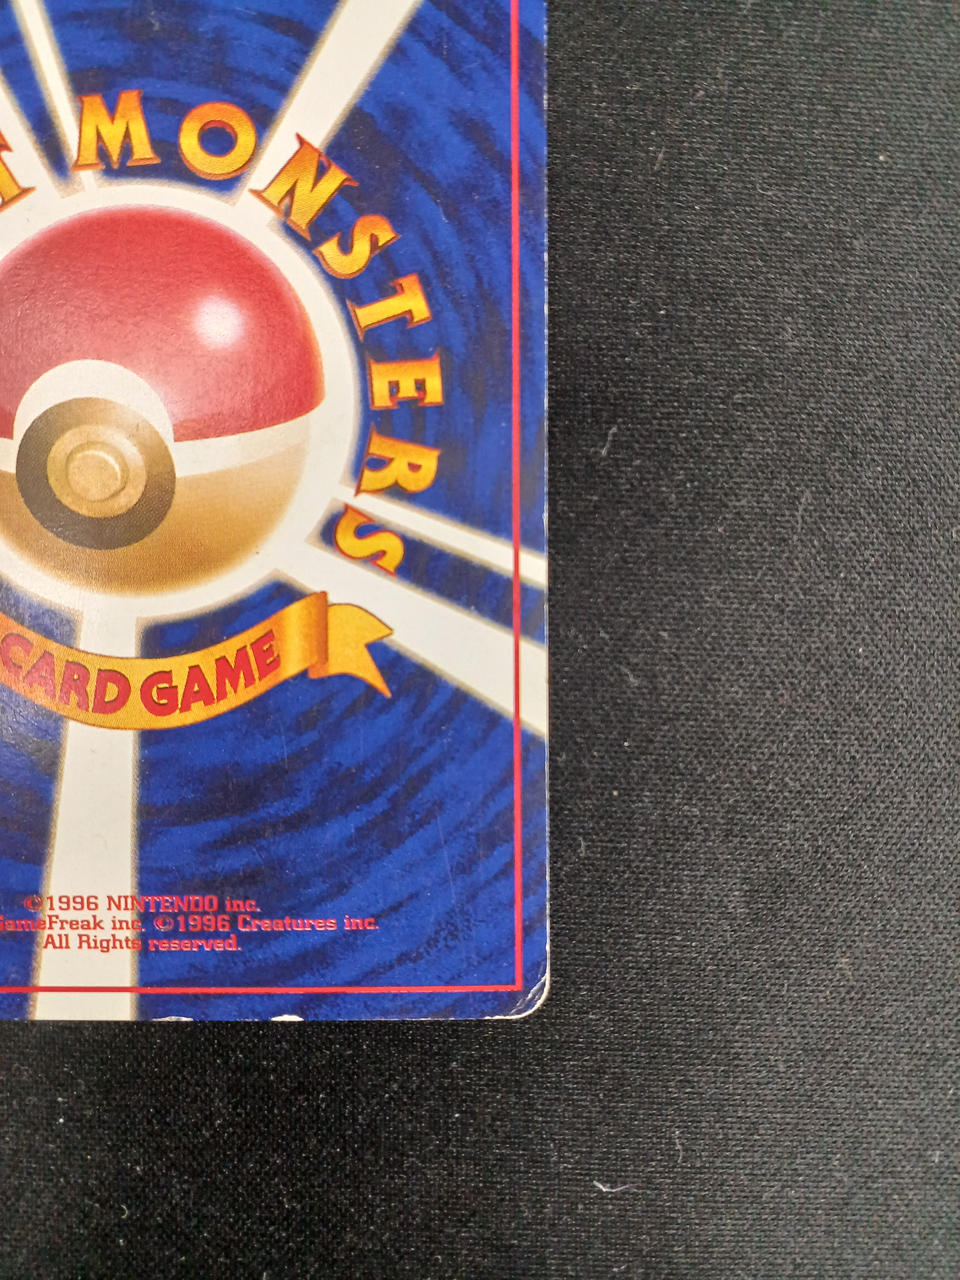 MONSTERS
CARD GAME
©1996 NINTENDO inc.
GameFreak inc. ©1996 Creatures inc.
All Rights reserved.